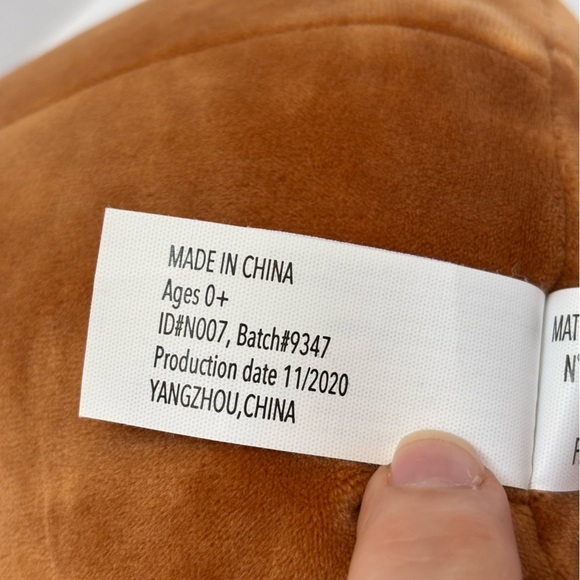 MADE IN CHINA
Ages 0+
ID#N007, Batch#9347
Production date 11/2020
YANGZHOU,CHINA